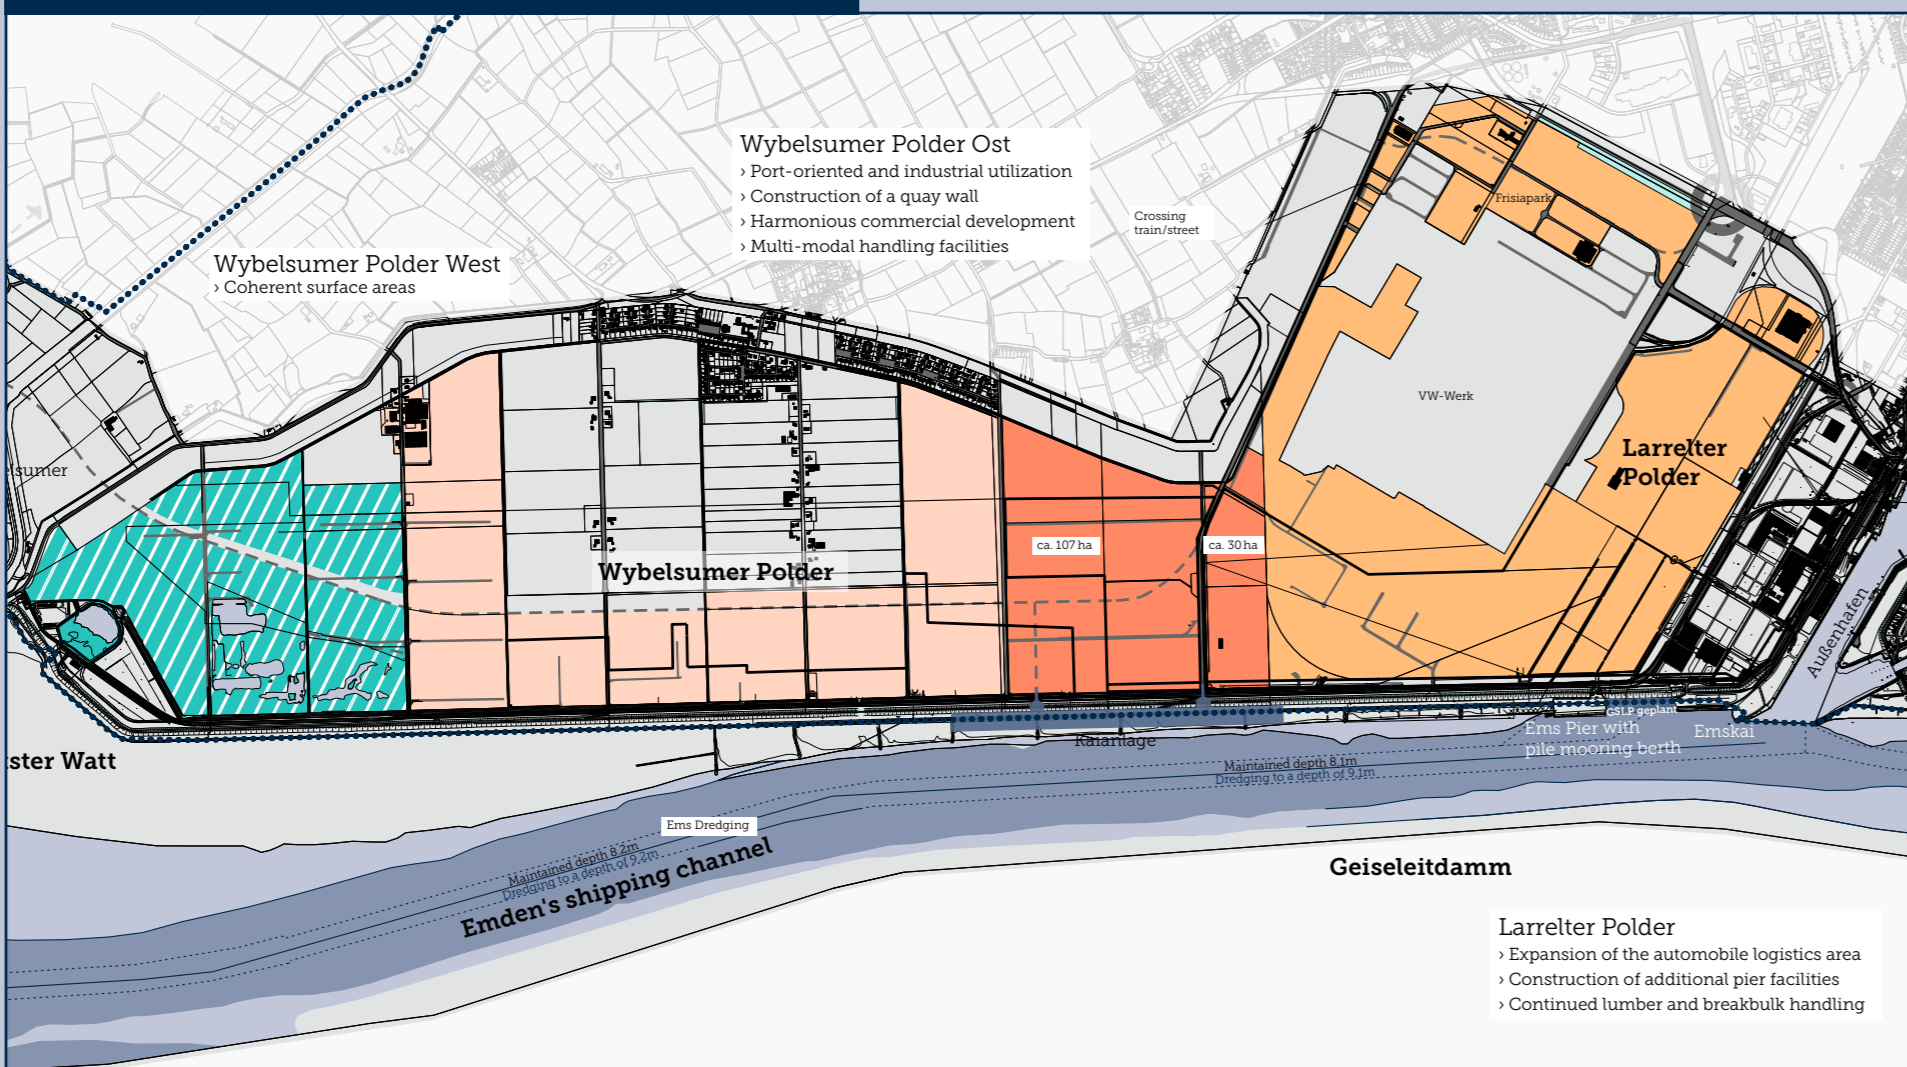 Wybelsumer Polder Ost
› Port-oriented and industrial utilization
› Construction of a quay wall
› Harmonious commercial development
› Multi-modal handling facilities
Crossing
train/street
Frisiapark
Wybelsumer Polder West
› Coherent surface areas
VW-Werk
Larrelter
Polder
elsumer
ca. 107 ha
ca. 30 ha
Wybelsumer Polder
Außenhafen
GSLP geplant
Ems Pier with
pile mooring berth
Emskai
Kaianlage
ster Watt
Maintained depth 8.1m
Dredging to a depth of 9.1m
Ems Dredging
Maintained depth 8.2m
Dredging to a depth of 9.2m
Emden's shipping channel
Geiseleitdamm
Larrelter Polder
› Expansion of the automobile logistics area
› Construction of additional pier facilities
› Continued lumber and breakbulk handling